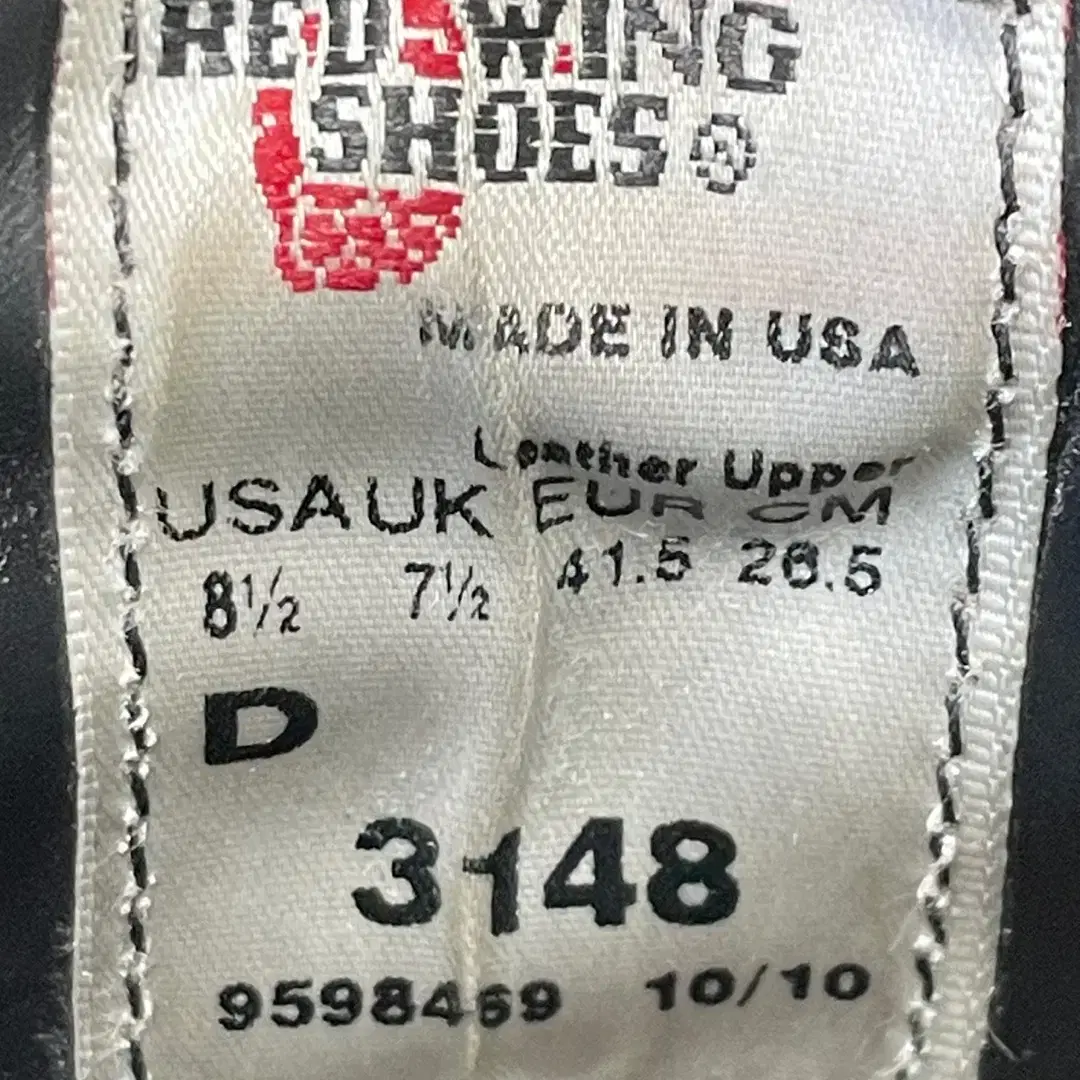 RED WING
SHOES®
MADE IN USA
Leather Upper
USA UK EUR CM
8½ 7½ 41.5 26.5
D
3148
9598469 10/10